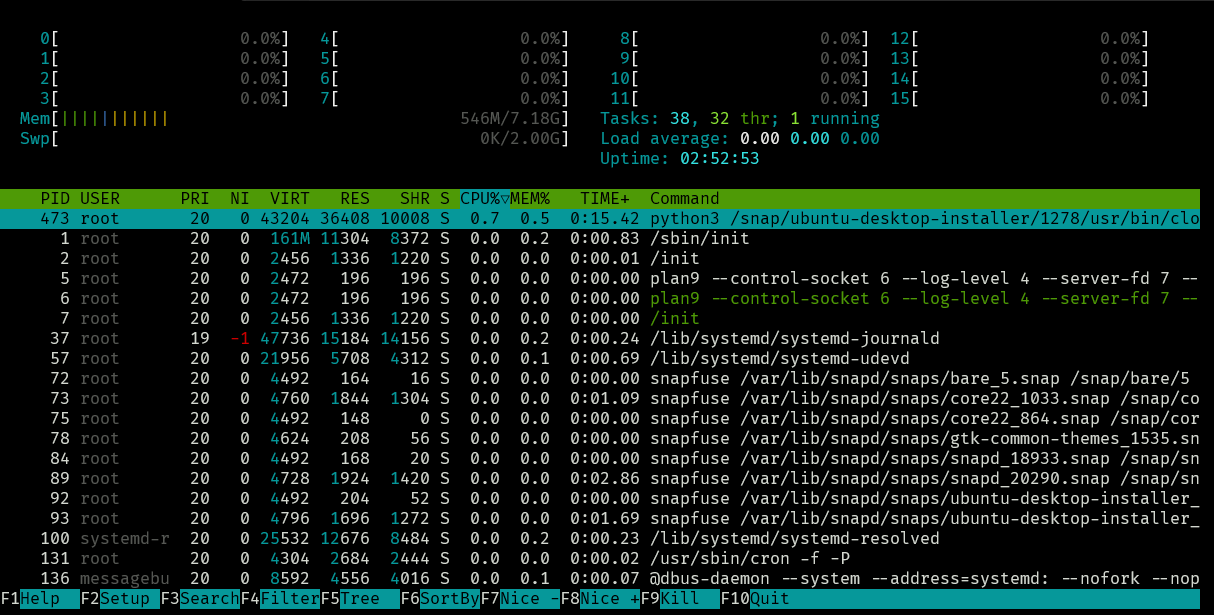 0[ 0.0%] 4[ 0.0%] 8[ 0.0%] 12[ 0.0%]
1[ 0.0%] 5[ 0.0%] 9[ 0.0%] 13[ 0.0%]
2[ 0.0%] 6[ 0.0%] 10[ 0.0%] 14[ 0.0%]
3[ 0.0%] 7[ 0.0%] 11[ 0.0%] 15[ 0.0%]
Mem[||||||||||| 546M/7.18G] Tasks: 38, 32 thr; 1 running
Swp[ 0K/2.00G] Load average: 0.00 0.00 0.00
Uptime: 02:52:53
PID USER PRI NI VIRT RES SHR S CPU%▽MEM% TIME+ Command
473 root 20 0 43204 36408 10008 S 0.7 0.5 0:15.42 python3 /snap/ubuntu-desktop-installer/1278/usr/bin/clo
1 root 20 0 161M 11304 8372 S 0.0 0.2 0:00.83 /sbin/init
2 root 20 0 2456 1336 1220 S 0.0 0.0 0:00.01 /init
5 root 20 0 2472 196 196 S 0.0 0.0 0:00.00 plan9 --control-socket 6 --log-level 4 --server-fd 7 --
6 root 20 0 2472 196 196 S 0.0 0.0 0:00.00 plan9 --control-socket 6 --log-level 4 --server-fd 7 --
7 root 20 0 2456 1336 1220 S 0.0 0.0 0:00.00 /init
37 root 19 -1 47736 15184 14156 S 0.0 0.2 0:00.24 /lib/systemd/systemd-journald
57 root 20 0 21956 5708 4312 S 0.0 0.1 0:00.69 /lib/systemd/systemd-udevd
72 root 20 0 4492 164 16 S 0.0 0.0 0:00.00 snapfuse /var/lib/snapd/snaps/bare_5.snap /snap/bare/5
73 root 20 0 4760 1844 1304 S 0.0 0.0 0:01.09 snapfuse /var/lib/snapd/snaps/core22_1033.snap /snap/co
75 root 20 0 4492 148 0 S 0.0 0.0 0:00.00 snapfuse /var/lib/snapd/snaps/core22_864.snap /snap/cor
78 root 20 0 4624 208 56 S 0.0 0.0 0:00.00 snapfuse /var/lib/snapd/snaps/gtk-common-themes_1535.sn
84 root 20 0 4492 168 20 S 0.0 0.0 0:00.00 snapfuse /var/lib/snapd/snaps/snapd_18933.snap /snap/sn
89 root 20 0 4728 1924 1420 S 0.0 0.0 0:02.86 snapfuse /var/lib/snapd/snaps/snapd_20290.snap /snap/sn
92 root 20 0 4492 204 52 S 0.0 0.0 0:00.00 snapfuse /var/lib/snapd/snaps/ubuntu-desktop-installer_
93 root 20 0 4796 1696 1272 S 0.0 0.0 0:01.69 snapfuse /var/lib/snapd/snaps/ubuntu-desktop-installer_
100 systemd-r 20 0 25532 12676 8484 S 0.0 0.2 0:00.23 /lib/systemd/systemd-resolved
131 root 20 0 4304 2684 2444 S 0.0 0.0 0:00.02 /usr/sbin/cron -f -P
136 messagebu 20 0 8592 4556 4016 S 0.0 0.1 0:00.07 @dbus-daemon --system --address=systemd: --nofork --nop
F1Help F2Setup F3SearchF4FilterF5Tree F6SortByF7Nice -F8Nice +F9Kill F10Quit